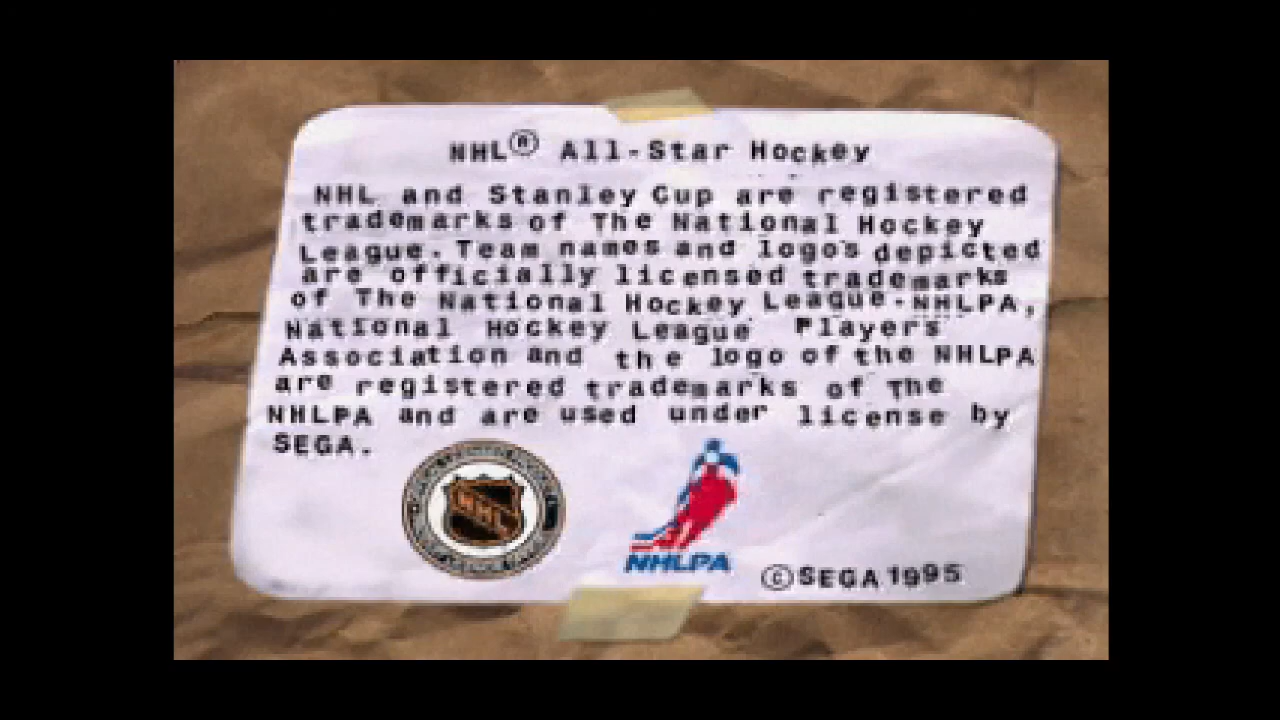 NHL® All-Star Hockey
NHL and Stanley Cup are registered
trademarks of The National Hockey
League. Team names and logos depicted
are officially licensed trademarks
of The National Hockey League. NHLPA,
National Hockey League Players'
Association and the logo of the NHLPA
are registered trademarks of The
NHLPA and are used under license by
SEGA.
NHL
NHLPA
©SEGA 1995